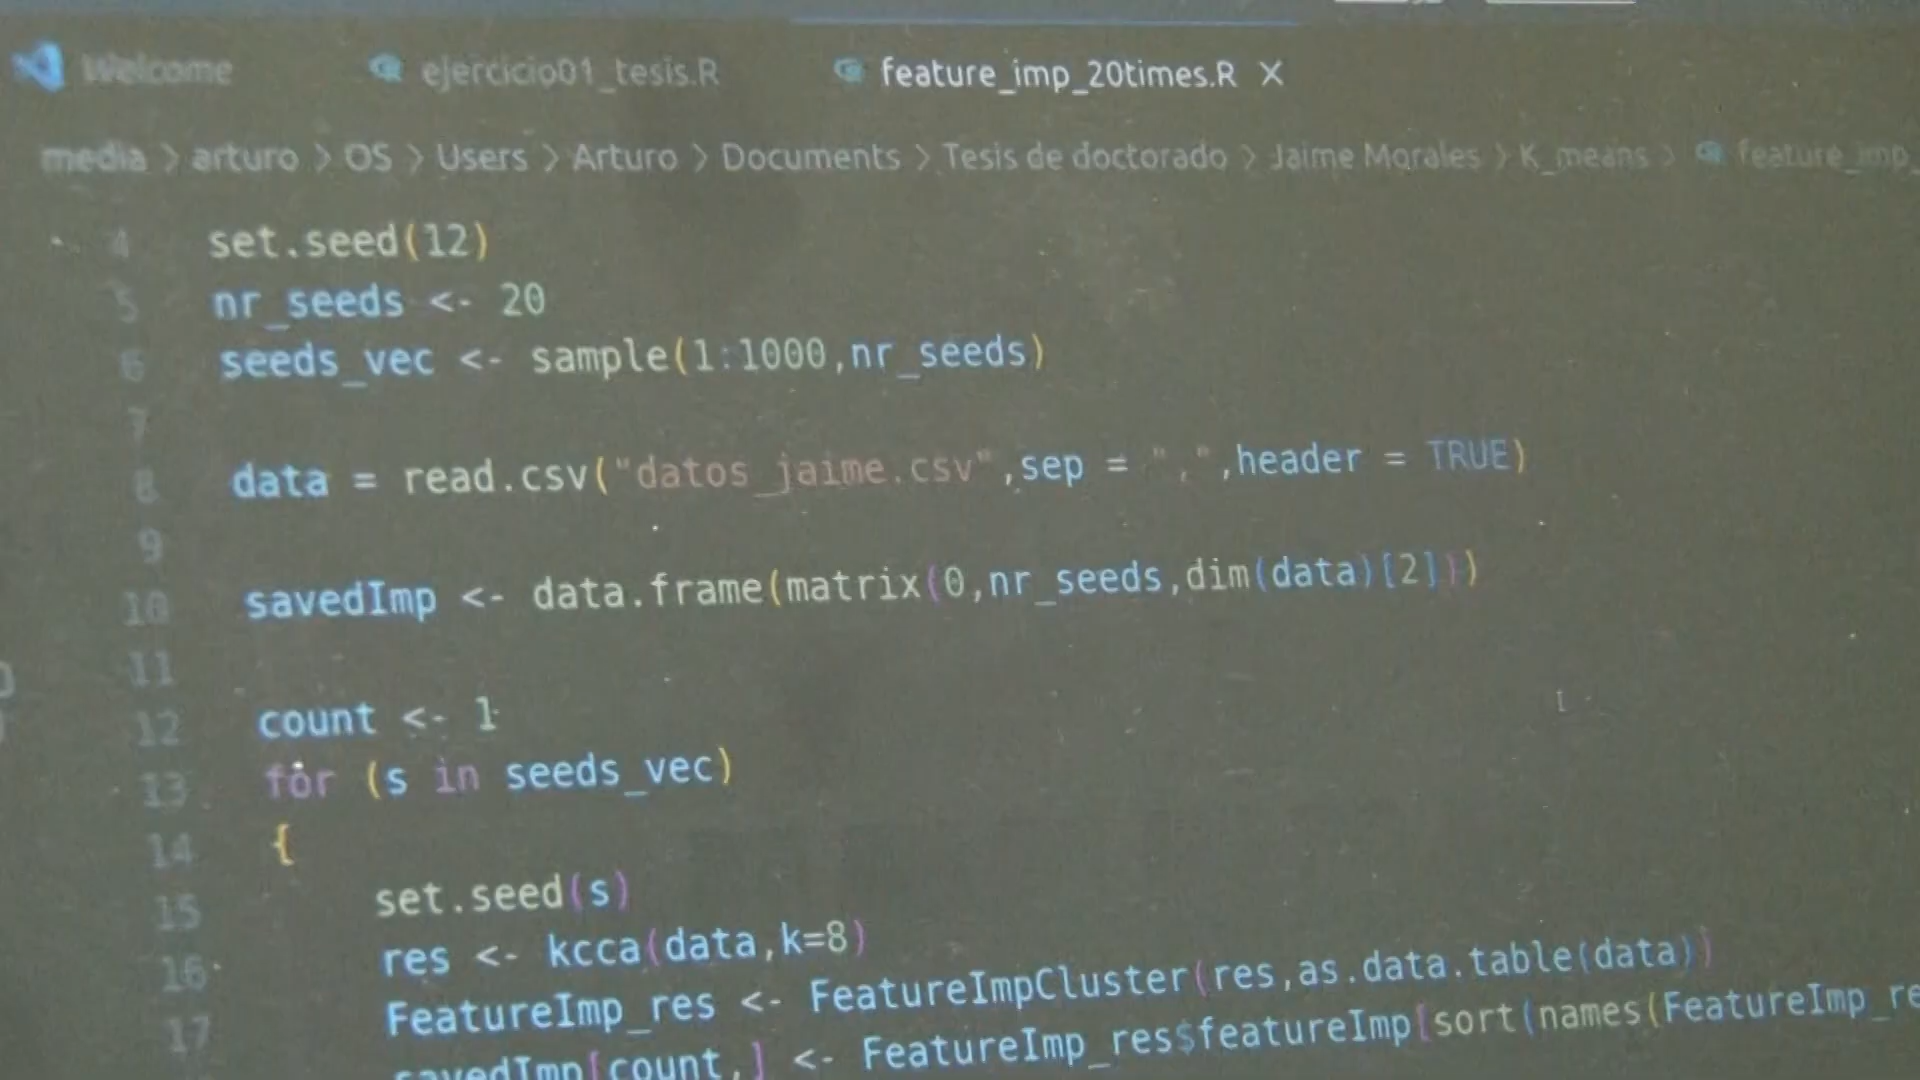 Welcome ejercicio01_tesis.R feature_imp_20times.R X
media > arturo > OS > Users > Arturo > Documents > Tesis de doctorado > Jaime Morales > K_means > feature_imp_
4 set.seed(12)
5 nr_seeds <- 20
6 seeds_vec <- sample(1:1000,nr_seeds)
7
8 data = read.csv("datos_jaime.csv",sep = ",",header = TRUE)
9
10 savedImp <- data.frame(matrix(0,nr_seeds,dim(data)[2]))
11
12 count <- 1
13 for (s in seeds_vec)
14 {
15 set.seed(s)
16 res <- kcca(data,k=8)
17 FeatureImp_res <- FeatureImpCluster(res,as.data.table(data))
savedImp[count,] <- FeatureImp_res$featureImp[sort(names(FeatureImp_re